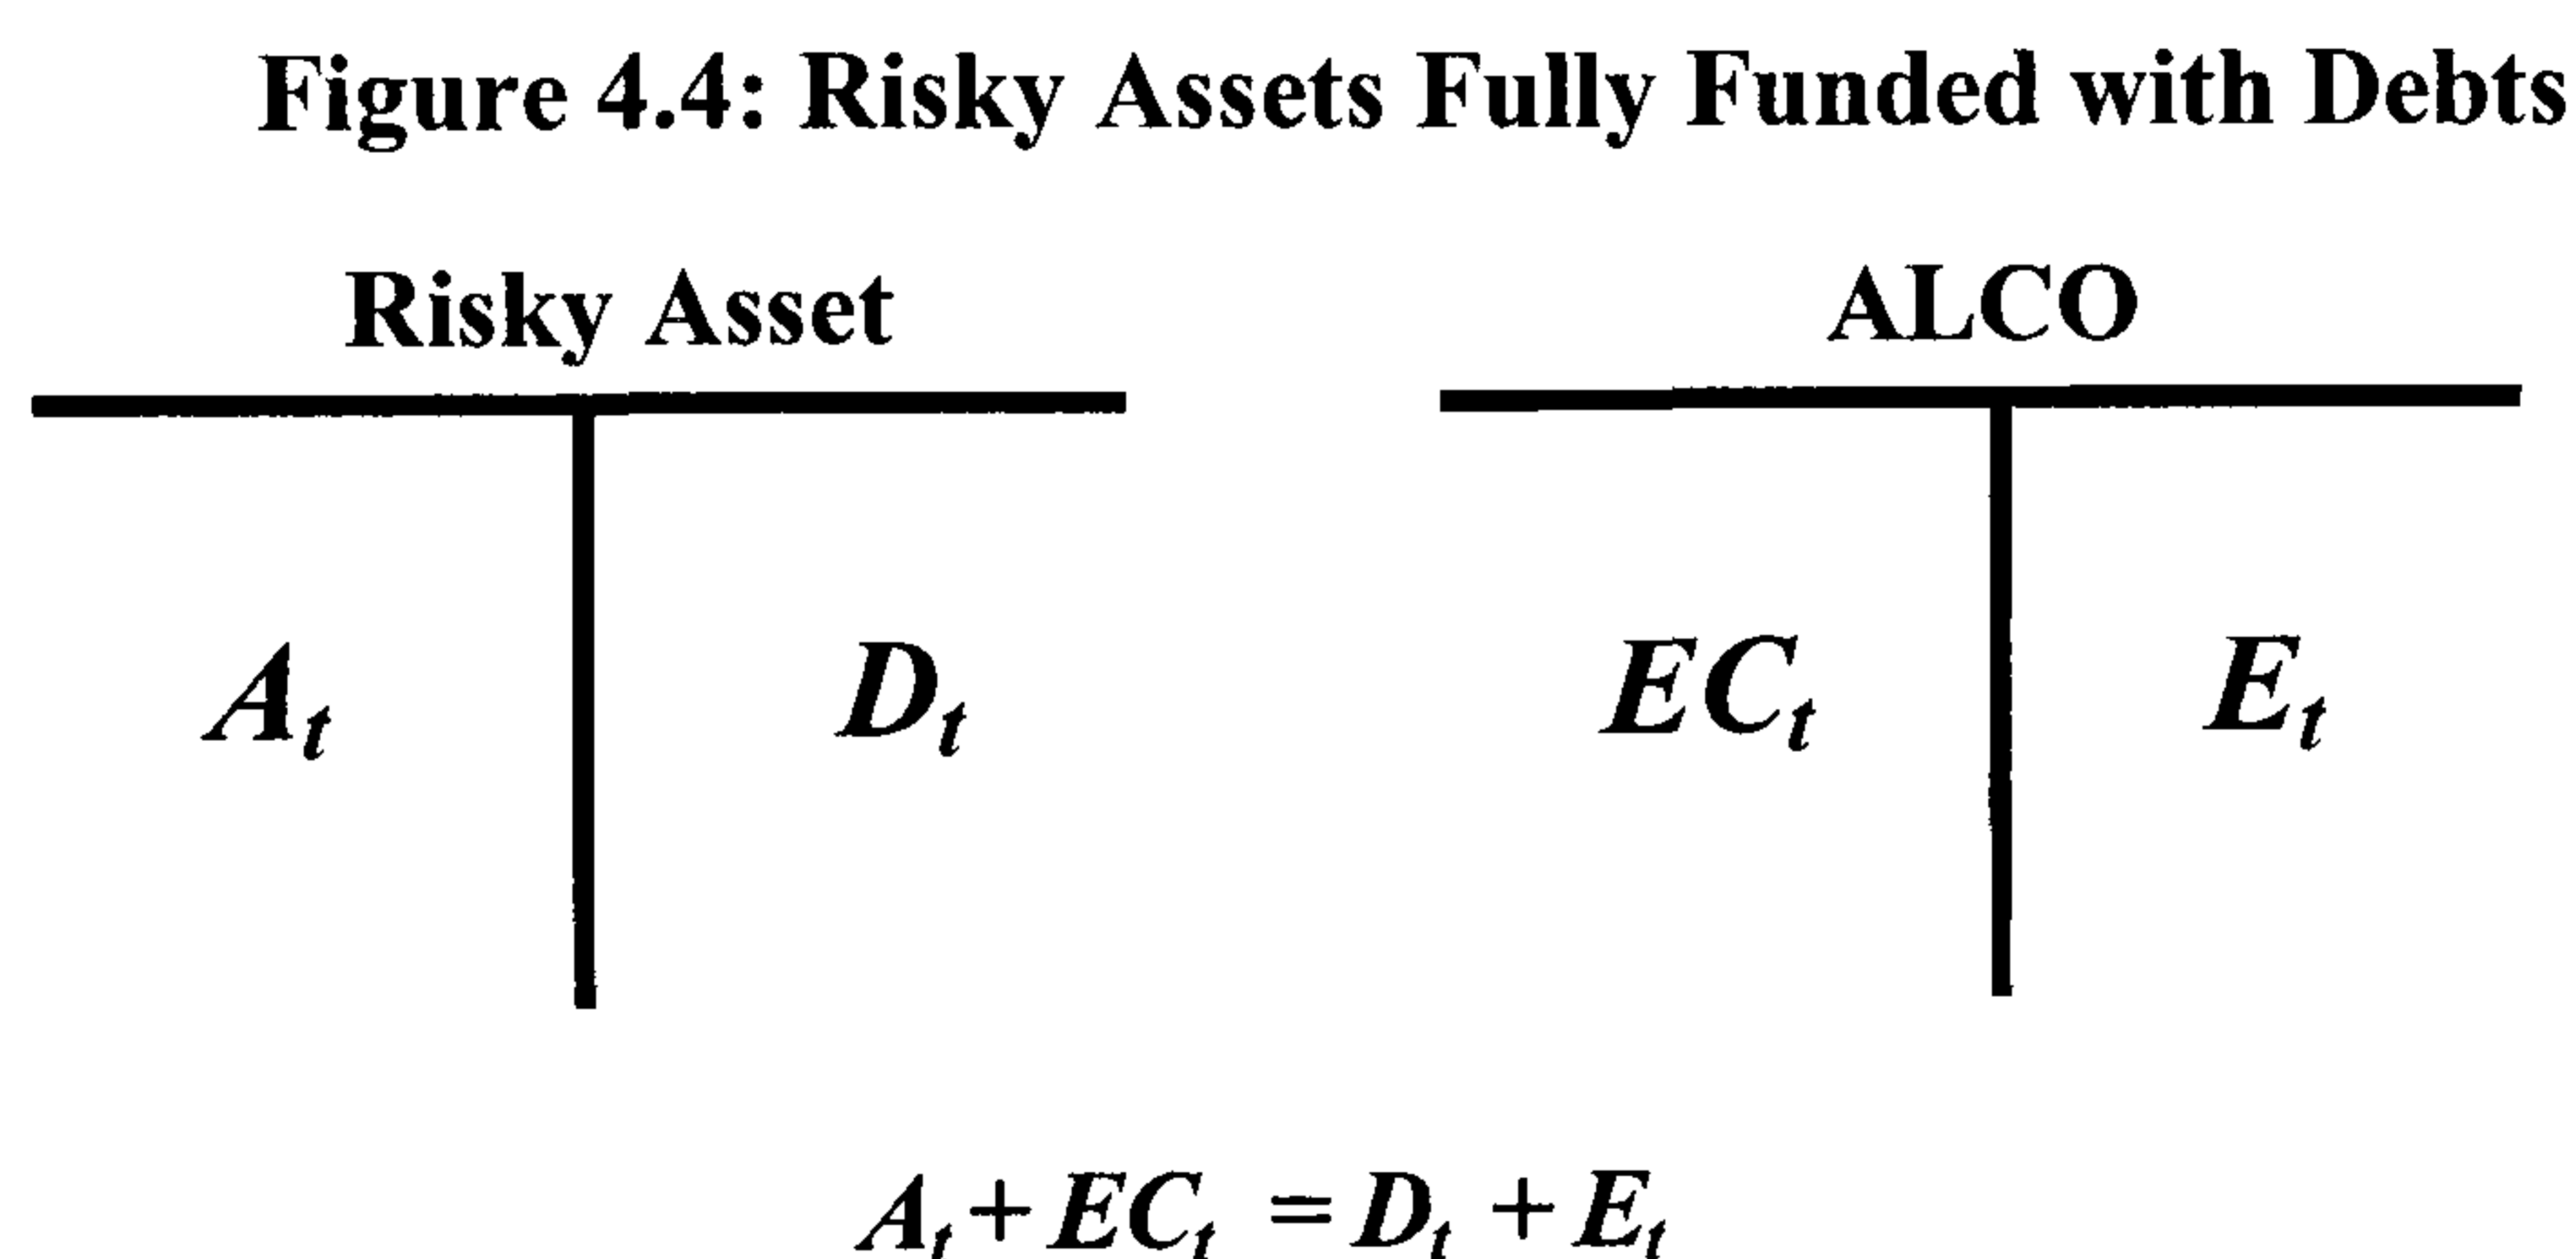 Figure 4.4: Risky Assets Fully Funded with Debts
Risky Asset ALCO
A_t D_t EC_t E_t
A_t + EC_t = D_t + E_t